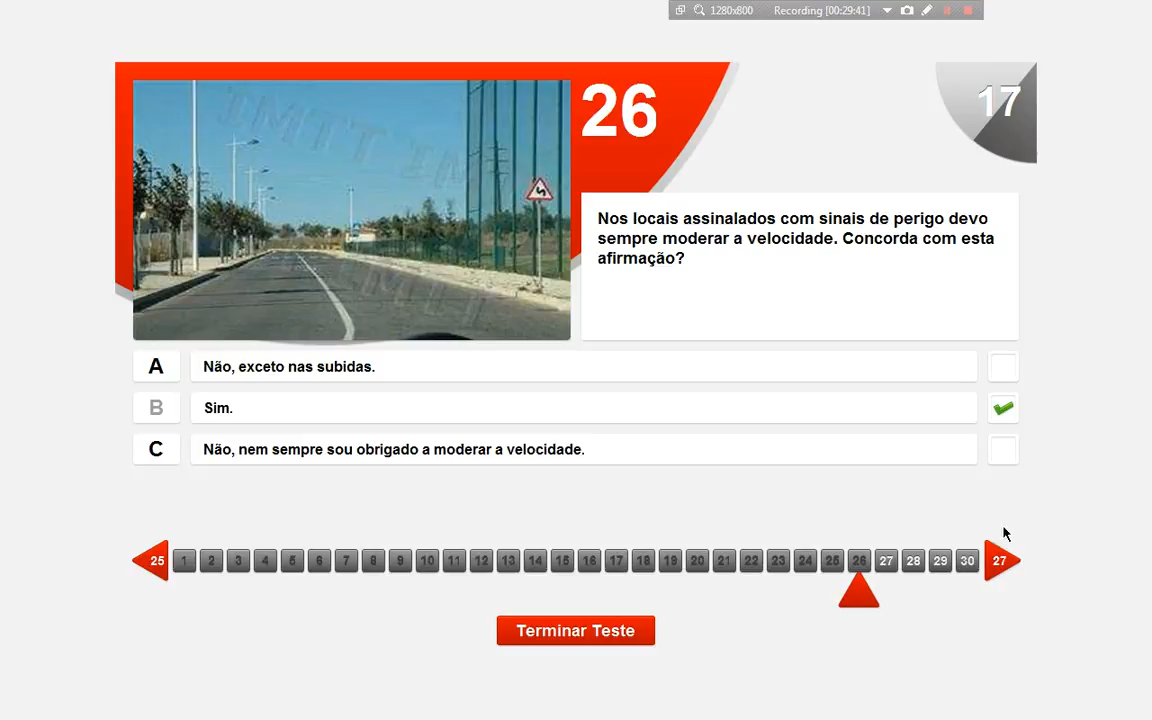 1280x800 Recording [00:29:41]
26
17
IMTT IM
IMTT
Nos locais assinalados com sinais de perigo devo
sempre moderar a velocidade. Concorda com esta
afirmação?
A Não, exceto nas subidas.
B Sim.
C Não, nem sempre sou obrigado a moderar a velocidade.
25 1 2 3 4 5 6 7 8 9 10 11 12 13 14 15 16 17 18 19 20 21 22 23 24 25 26 27 28 29 30 27
Terminar Teste